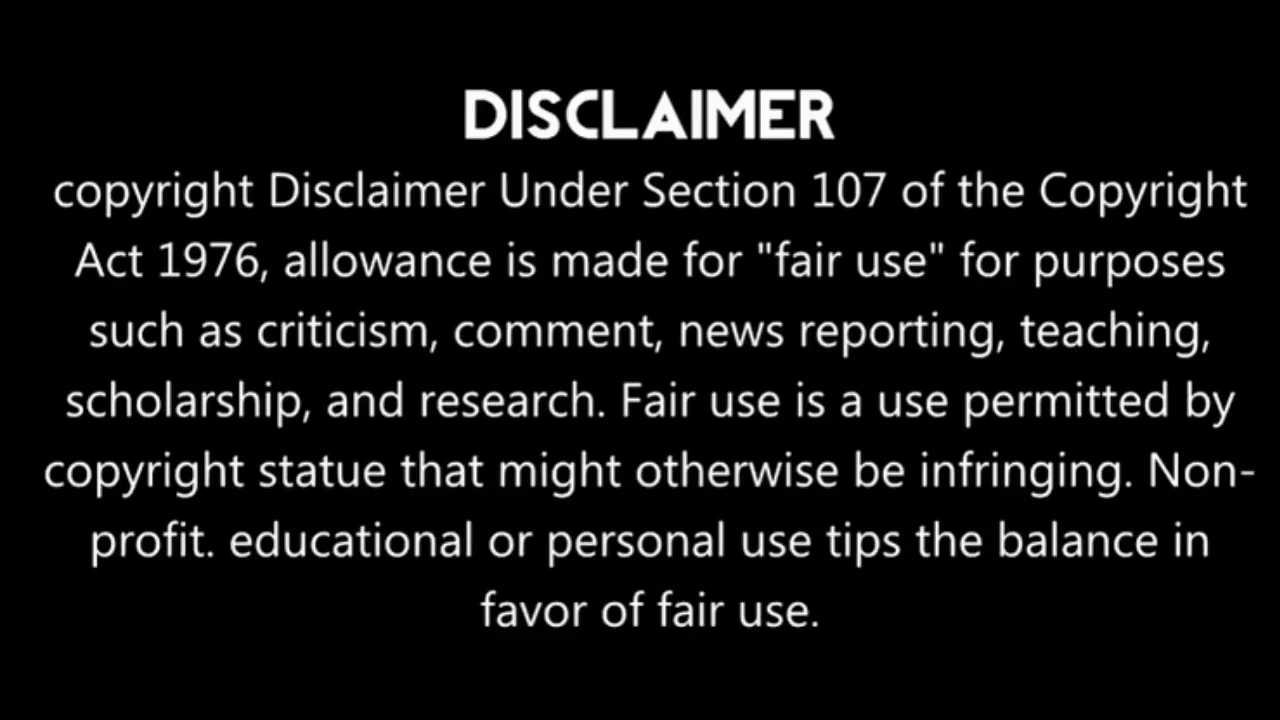 DISCLAIMER
copyright Disclaimer Under Section 107 of the Copyright
Act 1976, allowance is made for "fair use" for purposes
such as criticism, comment, news reporting, teaching,
scholarship, and research. Fair use is a use permitted by
copyright statue that might otherwise be infringing. Non-
profit. educational or personal use tips the balance in
favor of fair use.